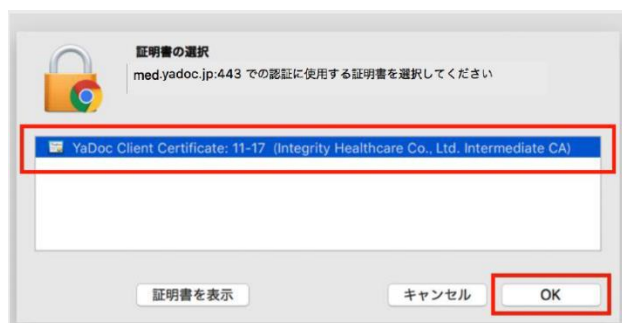 証明書の選択
med.yadoc.jp:443 での認証に使用する証明書を選択してください
YaDoc Client Certificate: 11-17 (Integrity Healthcare Co., Ltd. Intermediate CA)
証明書を表示 キャンセル OK